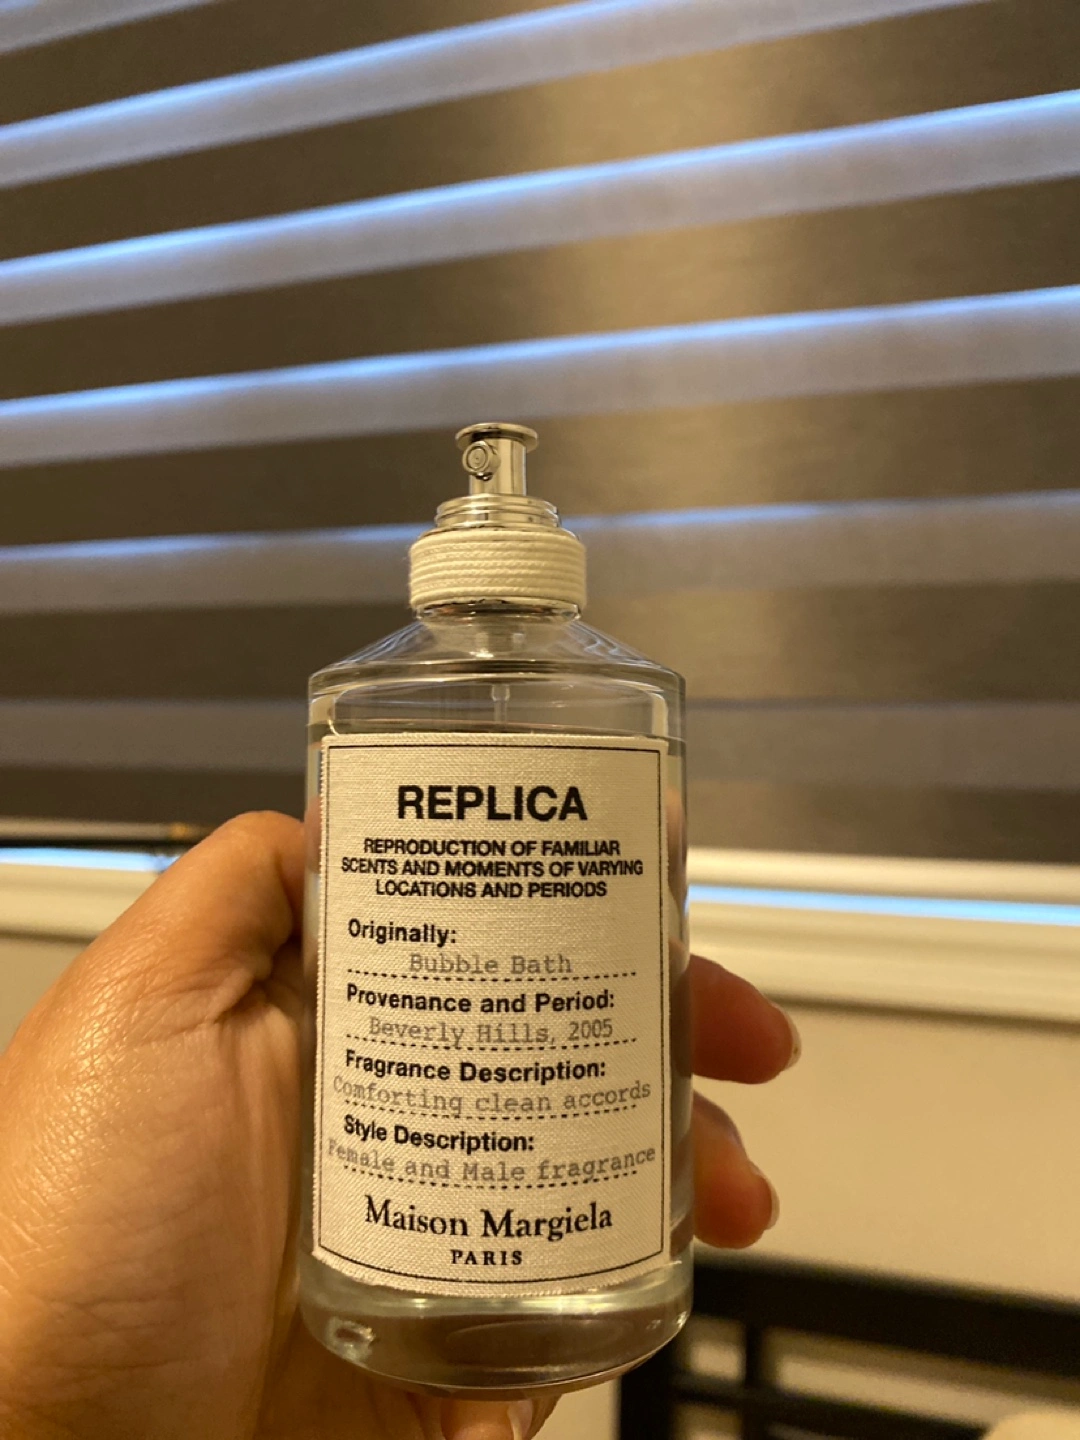 REPLICA
REPRODUCTION OF FAMILIAR
SCENTS AND MOMENTS OF VARYING
LOCATIONS AND PERIODS
Originally:
Bubble Bath
Provenance and Period:
Beverly Hills, 2005
Fragrance Description:
Comforting clean accords
Style Description:
Female and Male fragrance
Maison Margiela
PARIS